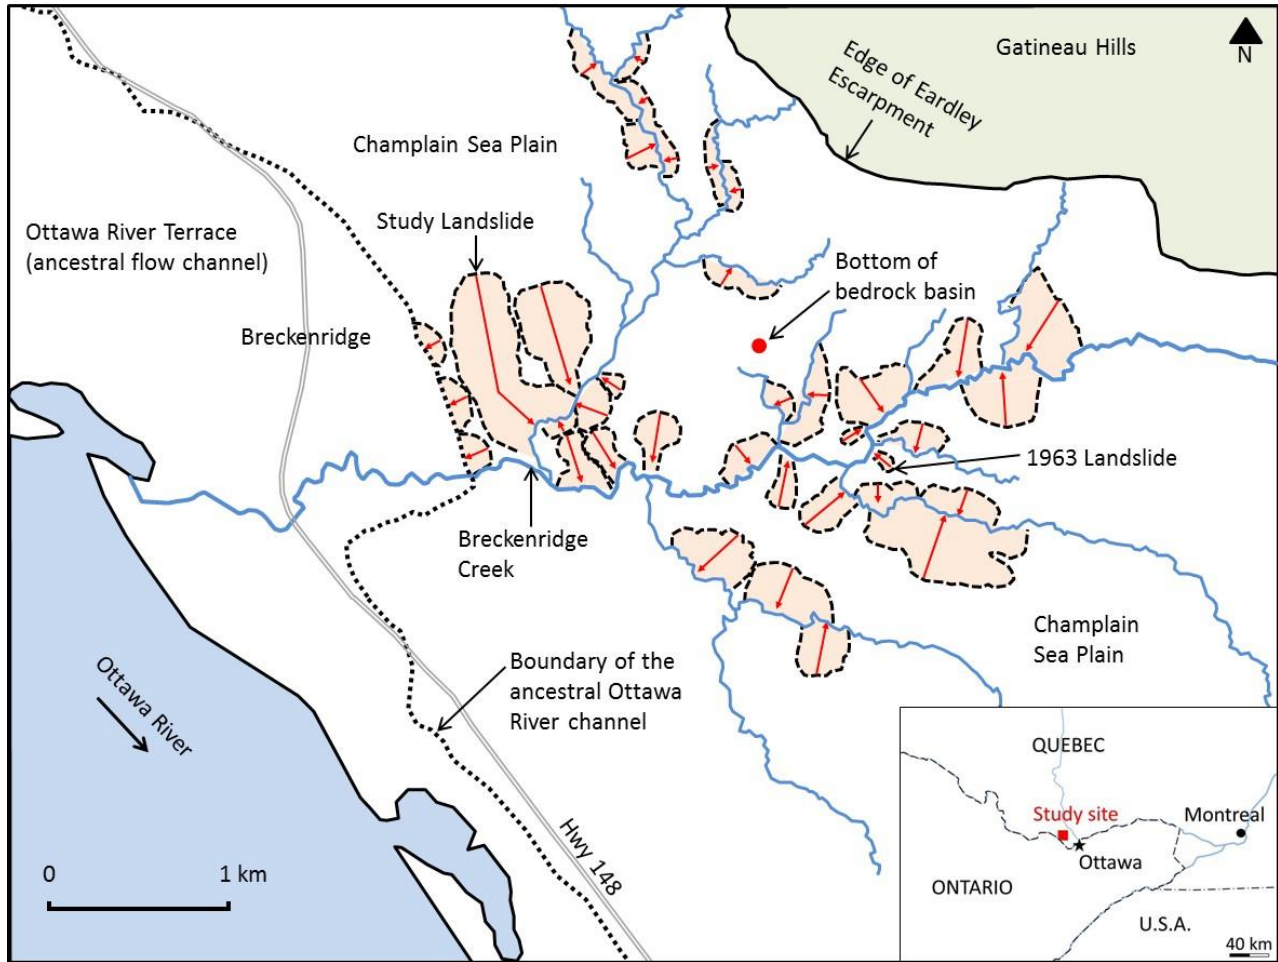 Gatineau Hills
N
Edge of Eardley
Escarpment
Champlain Sea Plain
Study Landslide
Ottawa River Terrace
(ancestral flow channel)
Bottom of
bedrock basin
Breckenridge
1963 Landslide
Breckenridge
Creek
Champlain
Sea Plain
Boundary of the
ancestral Ottawa
River channel
Ottawa River
Hwy 148
0 1 km
QUEBEC
Study site
Montreal
Ottawa
ONTARIO
U.S.A.
40 km